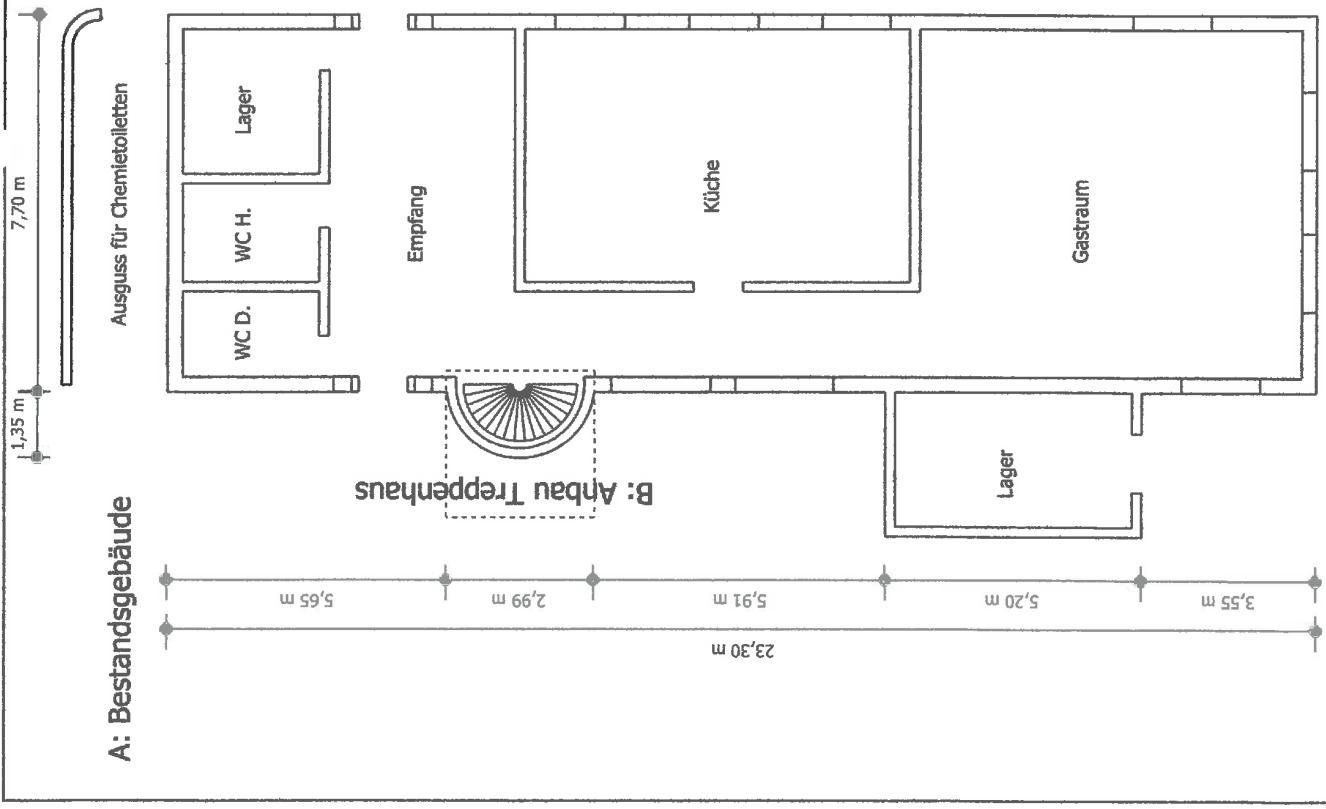 7,70 m
1,35 m
Ausguss für Chemietoiletten
Lager
WC H.
WC D.
Empfang
Küche
Gastraum
Lager
B: Anbau Treppenhaus
A: Bestandsgebäude
5,65 m
2,99 m
5,91 m
5,20 m
3,55 m
23,30 m